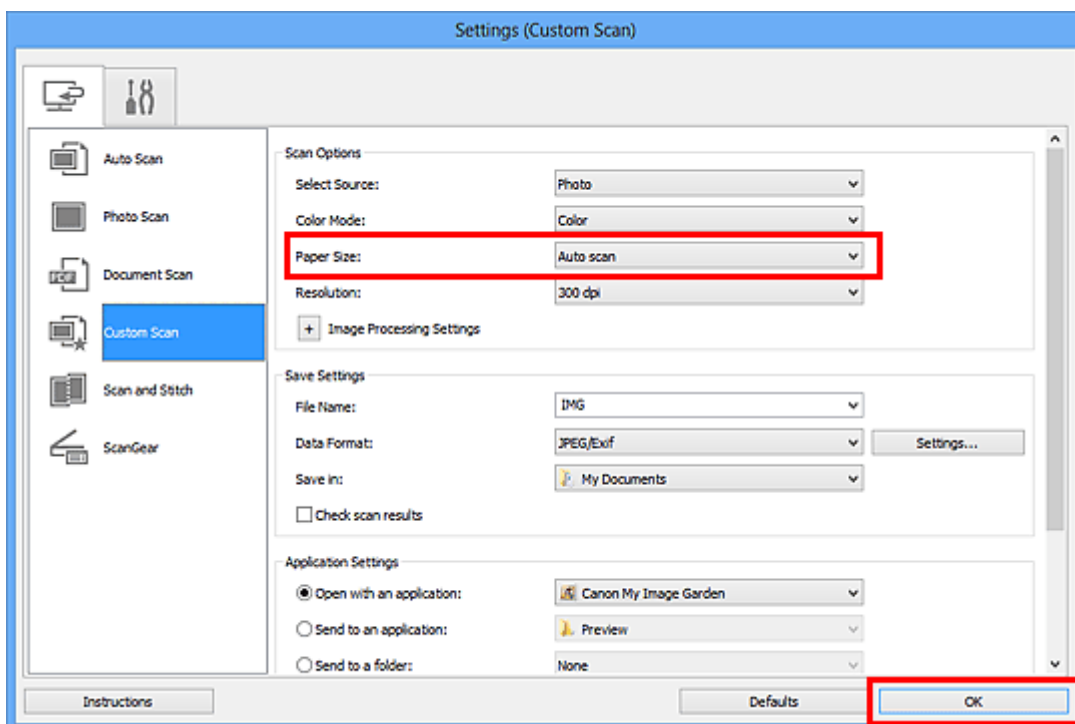 Settings (Custom Scan)
Auto Scan
Photo Scan
PDF
Document Scan
Custom Scan
Scan and Stitch
ScanGear
Scan Options
Select Source: Photo
Color Mode: Color
Paper Size: Auto scan
Resolution: 300 dpi
+ Image Processing Settings
Save Settings
File Name: IMG
Data Format: JPEG/Exif Settings...
Save in: My Documents
Check scan results
Application Settings
Open with an application: Canon My Image Garden
Send to an application: Preview
Send to a folder: None
Instructions Defaults OK